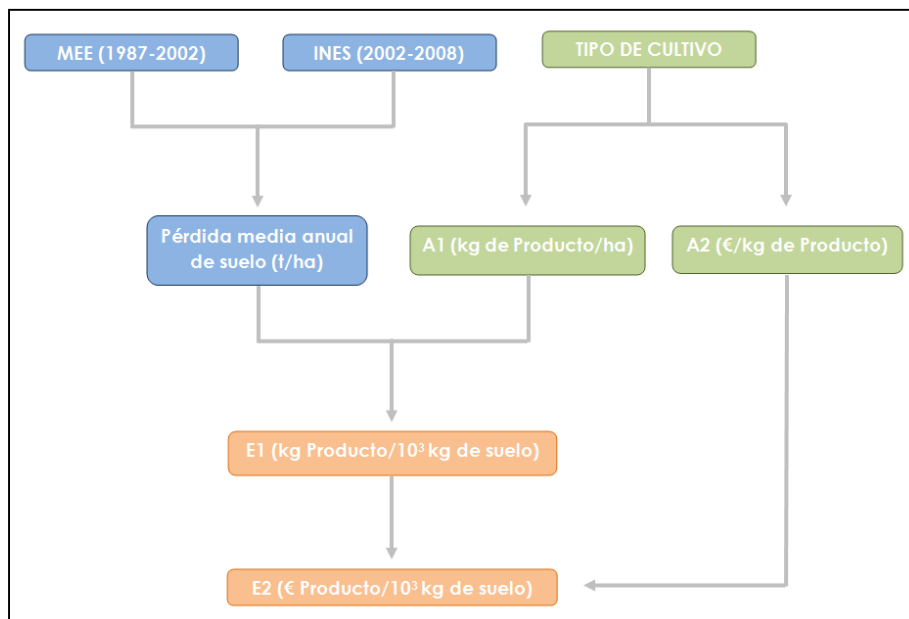 MEE (1987-2002)
INES (2002-2008)
TIPO DE CULTIVO
Pérdida media anual
de suelo (t/ha)
A1 (kg de Producto/ha)
A2 (€/kg de Producto)
E1 (kg Producto/10³ kg de suelo)
E2 (€ Producto/10³ kg de suelo)